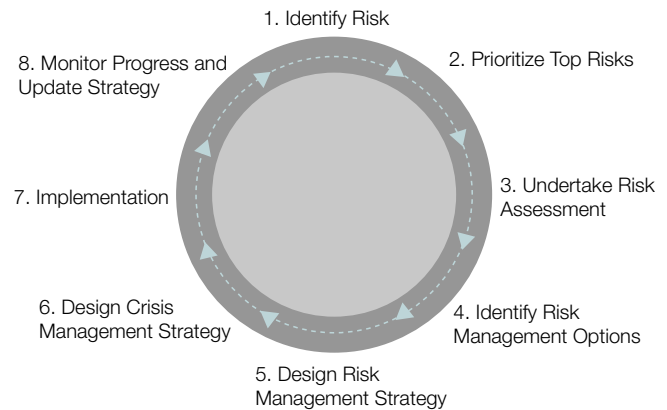 1. Identify Risk
2. Prioritize Top Risks
3. Undertake Risk
Assessment
4. Identify Risk
Management Options
5. Design Risk
Management Strategy
6. Design Crisis
Management Strategy
7. Implementation
8. Monitor Progress and
Update Strategy